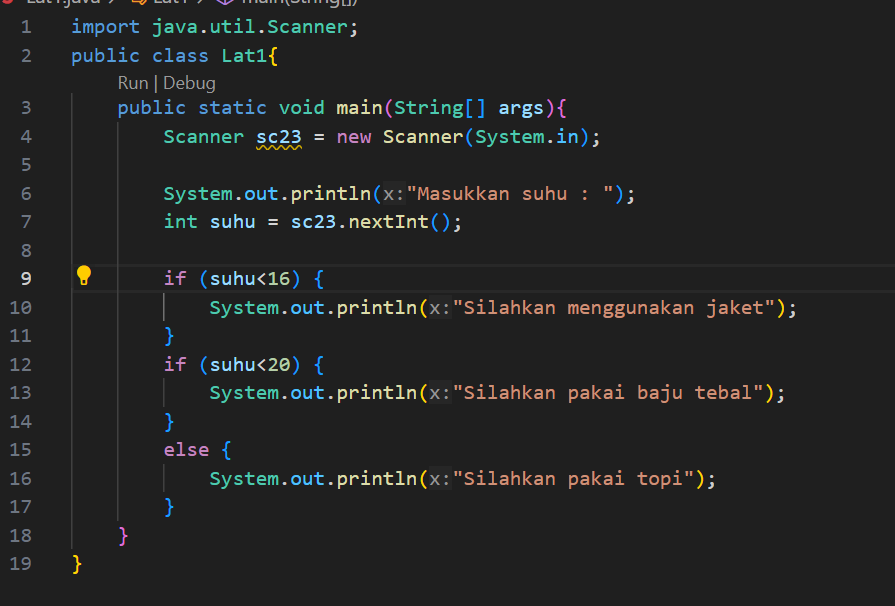 Lat1.java > Lat1 > main(String[])
1 import java.util.Scanner;
2 public class Lat1{
Run | Debug
3 public static void main(String[] args){
4 Scanner sc23 = new Scanner(System.in);
5
6 System.out.println(x:"Masukkan suhu : ");
7 int suhu = sc23.nextInt();
8
9 if (suhu<16) {
10 System.out.println(x:"Silahkan menggunakan jaket");
11 }
12 if (suhu<20) {
13 System.out.println(x:"Silahkan pakai baju tebal");
14 }
15 else {
16 System.out.println(x:"Silahkan pakai topi");
17 }
18 }
19 }